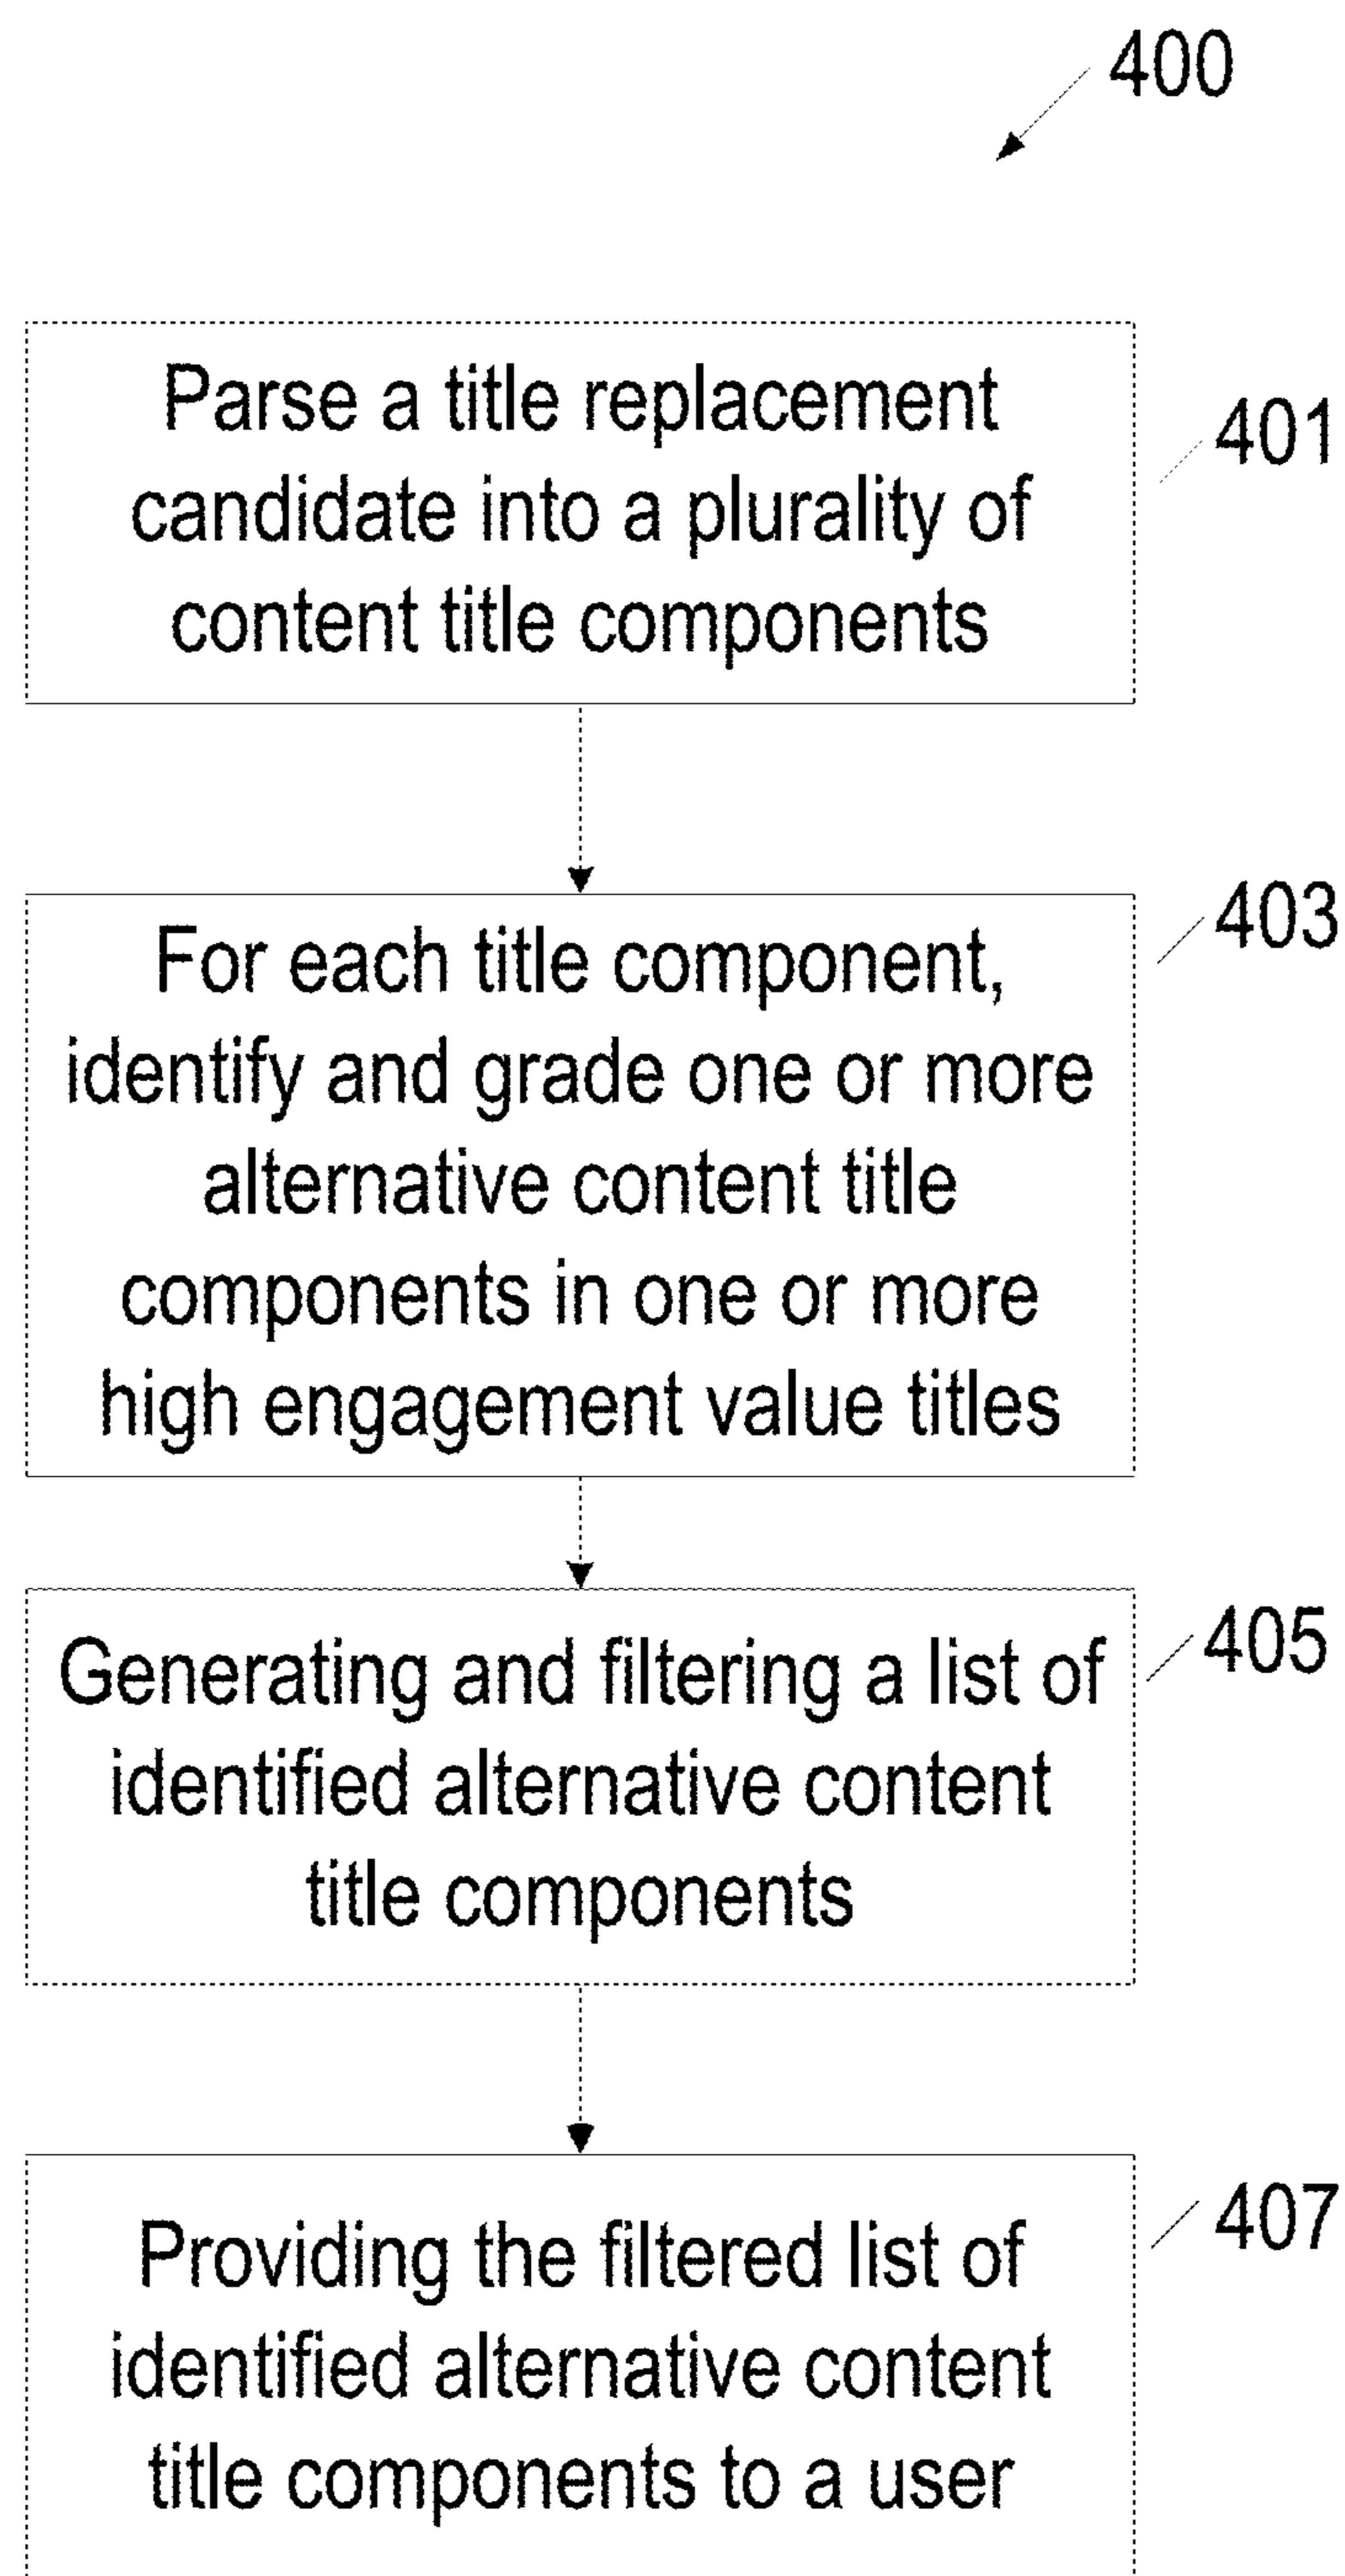 400
Parse a title replacement
candidate into a plurality of
content title components
401
For each title component,
identify and grade one or more
alternative content title
components in one or more
high engagement value titles
403
Generating and filtering a list of
identified alternative content
title components
405
Providing the filtered list of
identified alternative content
title components to a user
407